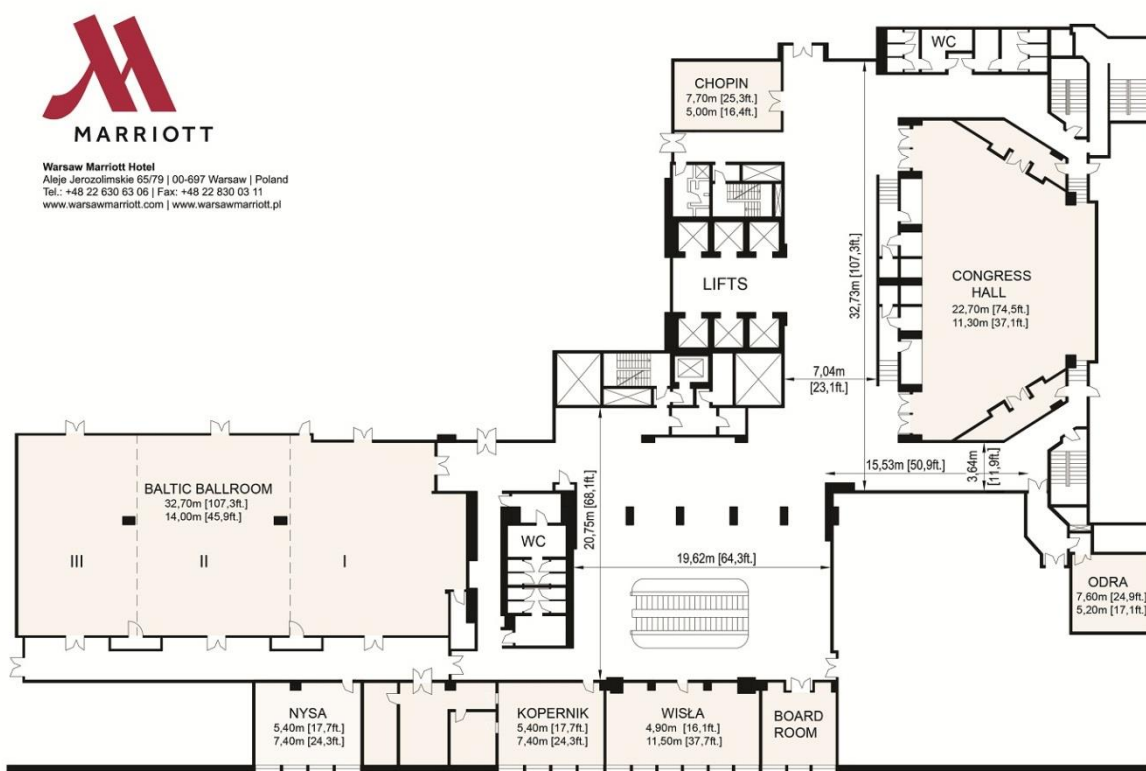 MARRIOTT
Warsaw Marriott Hotel
Aleje Jerozolimskie 65/79 | 00-697 Warsaw | Poland
Tel.: +48 22 630 63 06 | Fax: +48 22 830 03 11
www.warsawmarriott.com | www.warsawmarriott.pl
WC
CHOPIN
7,70m [25,3ft.]
5,00m [16,4ft.]
LIFTS
32,73m [107,3ft.]
CONGRESS
HALL
22,70m [74,5ft.]
11,30m [37,1ft.]
7,04m
[23,1ft.]
15,53m [50,9ft.]
3,64m
[11,9ft.]
BALTIC BALLROOM
32,70m [107,3ft.]
14,00m [45,9ft.]
III
II
I
WC
20,75m [68,1ft.]
19,62m [64,3ft.]
ODRA
7,60m [24,9ft.]
5,20m [17,1ft.]
NYSA
5,40m [17,7ft.]
7,40m [24,3ft.]
KOPERNIK
5,40m [17,7ft.]
7,40m [24,3ft.]
WISŁA
4,90m [16,1ft.]
11,50m [37,7ft.]
BOARD
ROOM